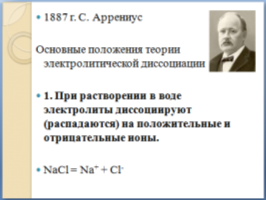 • 1887 г. С. Аррениус
Основные положения теории
электролитической диссоциации
• 1. При растворении в воде
электролиты диссоциируют
(распадаются) на положительные и
отрицательные ионы.
• NaCl = Na⁺ + Cl⁻